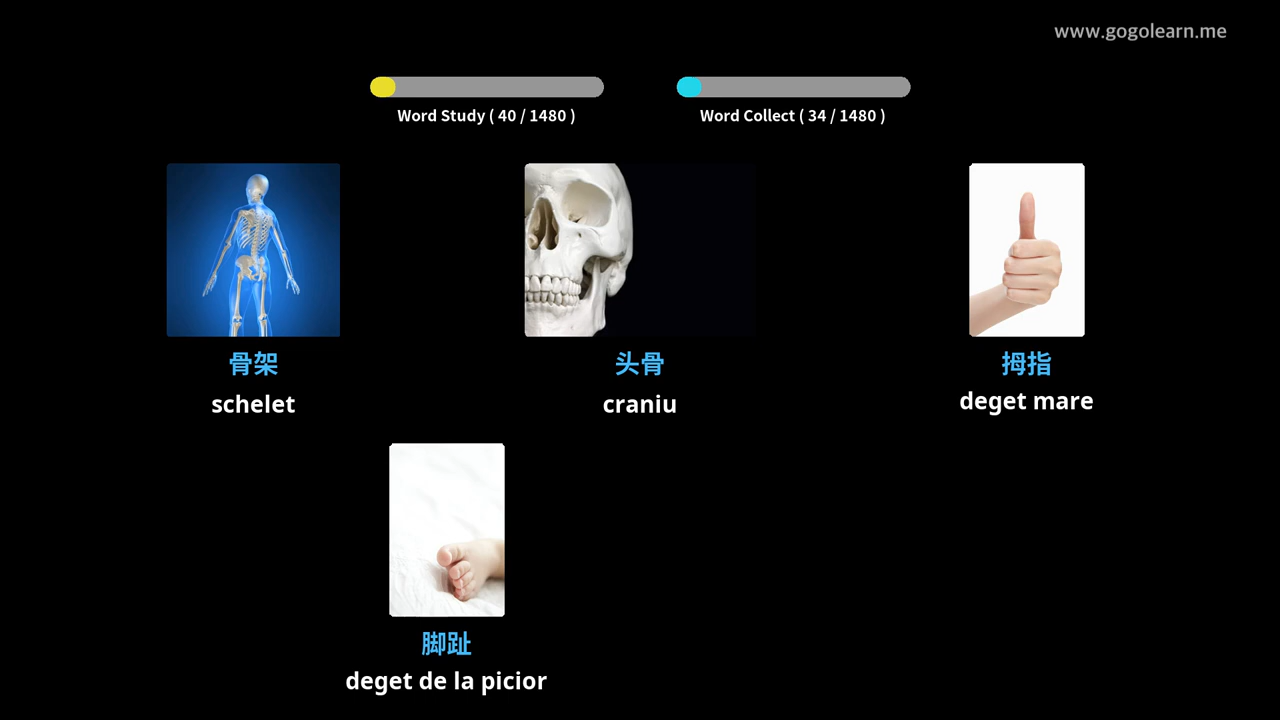 www.gogolearn.me
Word Study ( 40 / 1480 )
Word Collect ( 34 / 1480 )
骨架
schelet
头骨
craniu
拇指
deget mare
脚趾
deget de la picior